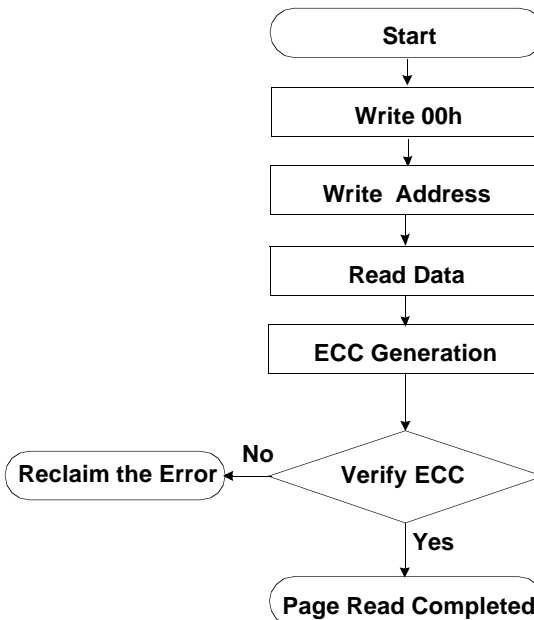 Start
Write 00h
Write Address
Read Data
ECC Generation
No
Reclaim the Error
Verify ECC
Yes
Page Read Completed